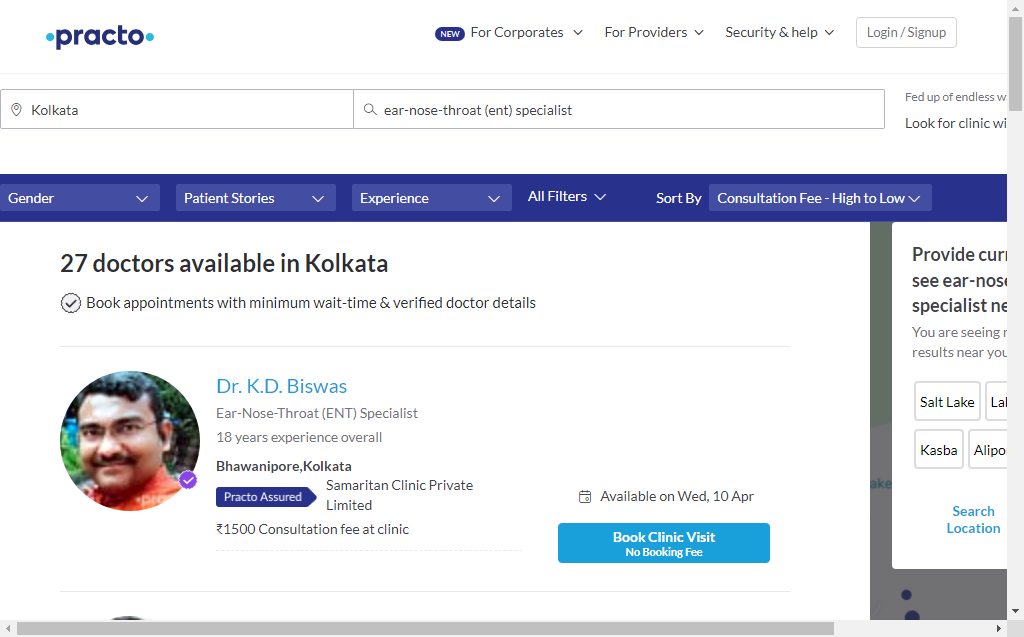 practo
NEW For Corporates
For Providers
Security & help
Login / Signup
Kolkata
ear-nose-throat (ent) specialist
Fed up of endless w
Look for clinic wi
Gender
Patient Stories
Experience
All Filters
Sort By
Consultation Fee - High to Low
27 doctors available in Kolkata
Book appointments with minimum wait-time & verified doctor details
Dr. K.D. Biswas
Ear-Nose-Throat (ENT) Specialist
18 years experience overall
Bhawanipore,Kolkata
Practo Assured
Samaritan Clinic Private
Limited
₹1500 Consultation fee at clinic
Available on Wed, 10 Apr
Book Clinic Visit
No Booking Fee
Provide curr
see ear-nose
specialist ne
You are seeing r
results near you
Salt Lake
Lal
Kasba
Alipo
Search
Location